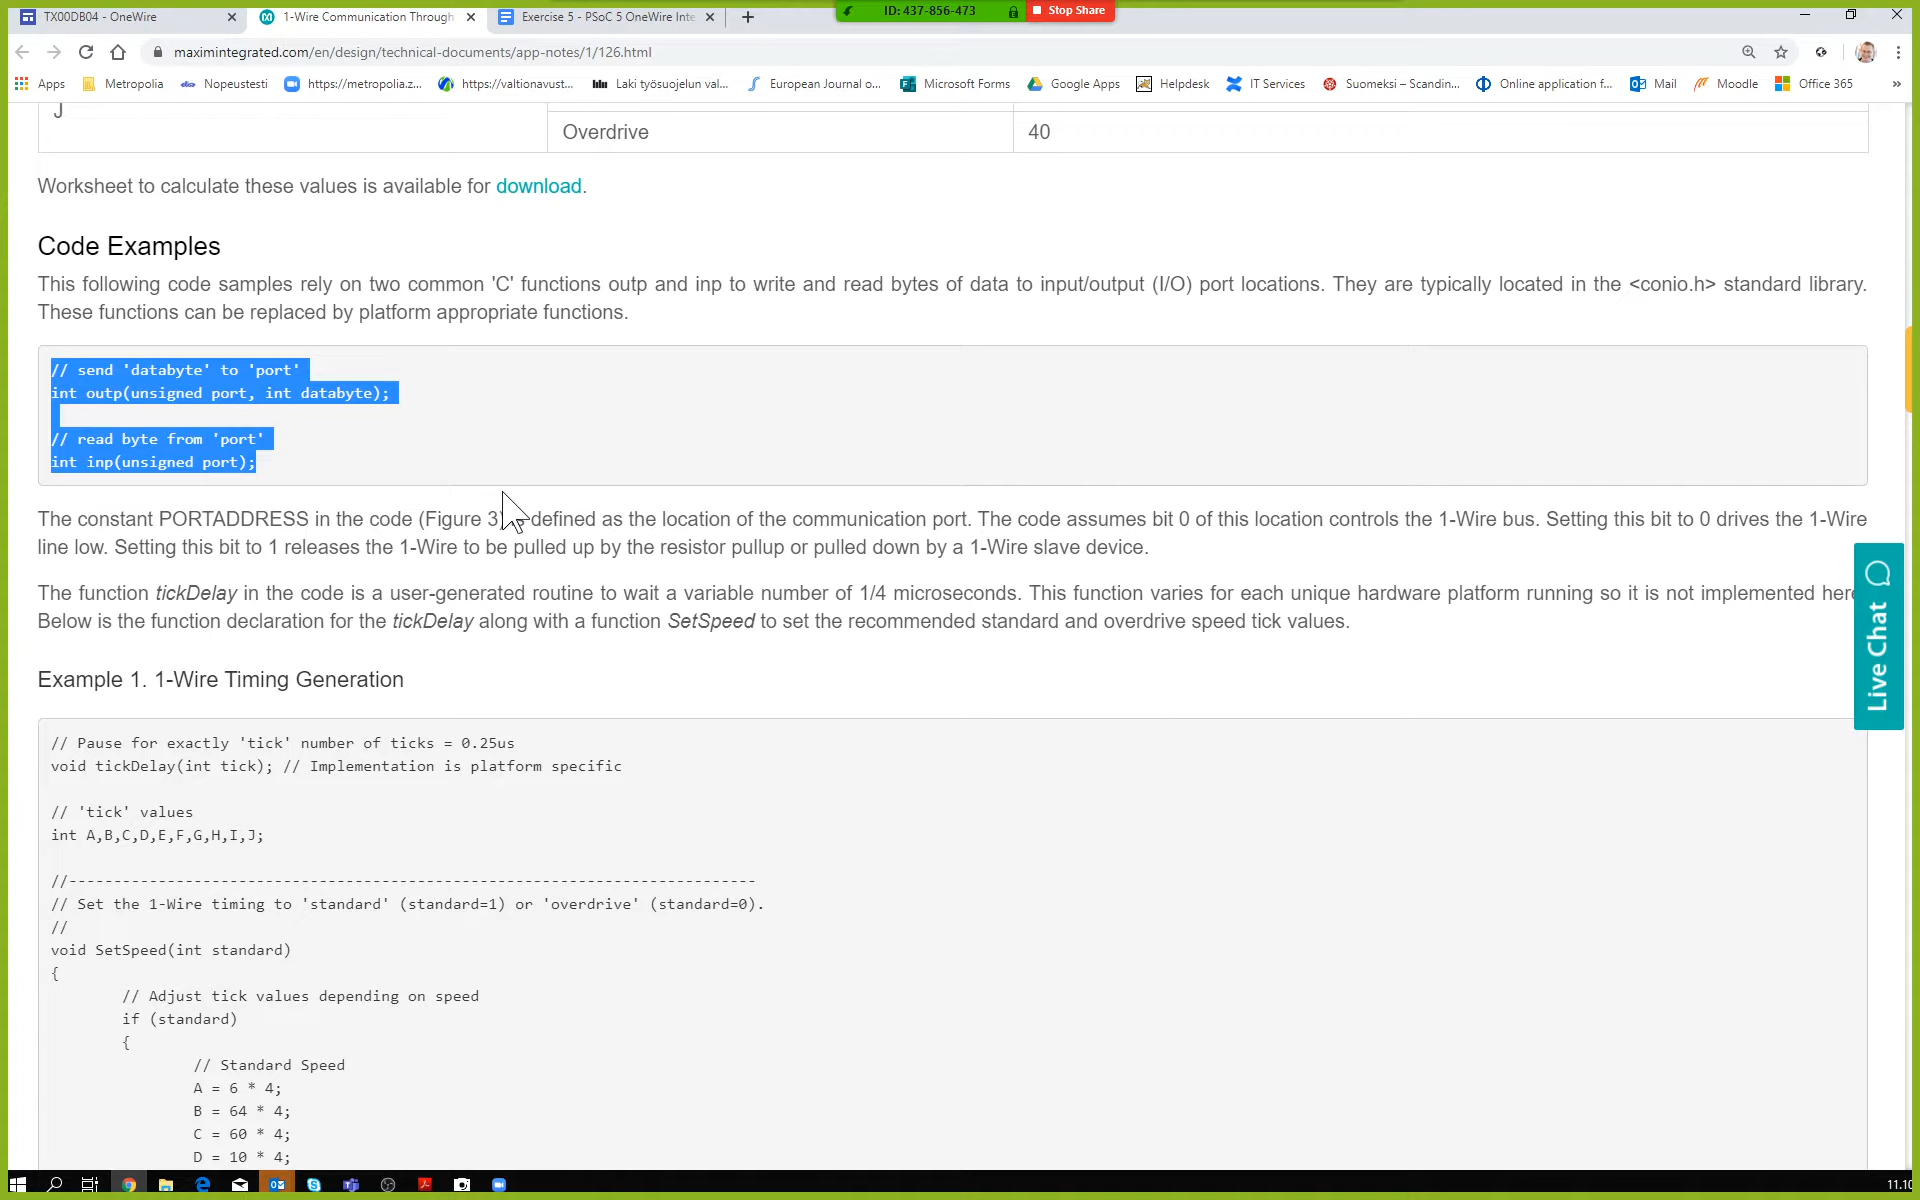 TX00DB04 - OneWire
1-Wire Communication Through
Exercise 5 - PSoC 5 OneWire Inte
ID: 437-856-473
Stop Share
maximintegrated.com/en/design/technical-documents/app-notes/1/126.html
Apps
Metropolia
Nopeustesti
https://metropolia.z...
https://valtionavust...
Laki työsuojelun val...
European Journal o...
Microsoft Forms
Google Apps
Helpdesk
IT Services
Suomeksi – Scandin...
Online application f...
Mail
Moodle
Office 365
»
J
Overdrive
40
Worksheet to calculate these values is available for download.
Code Examples
This following code samples rely on two common 'C' functions outp and inp to write and read bytes of data to input/output (I/O) port locations. They are typically located in the <conio.h> standard library.
These functions can be replaced by platform appropriate functions.
// send 'databyte' to 'port'
int outp(unsigned port, int databyte);
// read byte from 'port'
int inp(unsigned port);
The constant PORTADDRESS in the code (Figure 3) defined as the location of the communication port. The code assumes bit 0 of this location controls the 1-Wire bus. Setting this bit to 0 drives the 1-Wire
line low. Setting this bit to 1 releases the 1-Wire to be pulled up by the resistor pullup or pulled down by a 1-Wire slave device.
The function tickDelay in the code is a user-generated routine to wait a variable number of 1/4 microseconds. This function varies for each unique hardware platform running so it is not implemented here
Below is the function declaration for the tickDelay along with a function SetSpeed to set the recommended standard and overdrive speed tick values.
Live Chat
Example 1. 1-Wire Timing Generation
// Pause for exactly 'tick' number of ticks = 0.25us
void tickDelay(int tick); // Implementation is platform specific
// 'tick' values
int A,B,C,D,E,F,G,H,I,J;
//-----------------------------------------------------------------------------
// Set the 1-Wire timing to 'standard' (standard=1) or 'overdrive' (standard=0).
//
void SetSpeed(int standard)
{
// Adjust tick values depending on speed
if (standard)
{
// Standard Speed
A = 6 * 4;
B = 64 * 4;
C = 60 * 4;
D = 10 * 4;
11.10